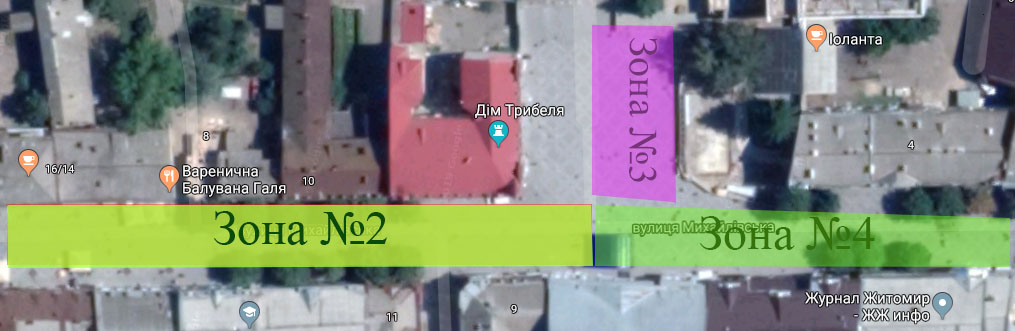 Іоланта
Дім Трибеля
Зона №3
8
4
16/14
Варенична
Балувана Галя
10
Зона №2
вулиця Михайлівська
Зона №4
Журнал Житомир
- ЖЖ инфо
9
11